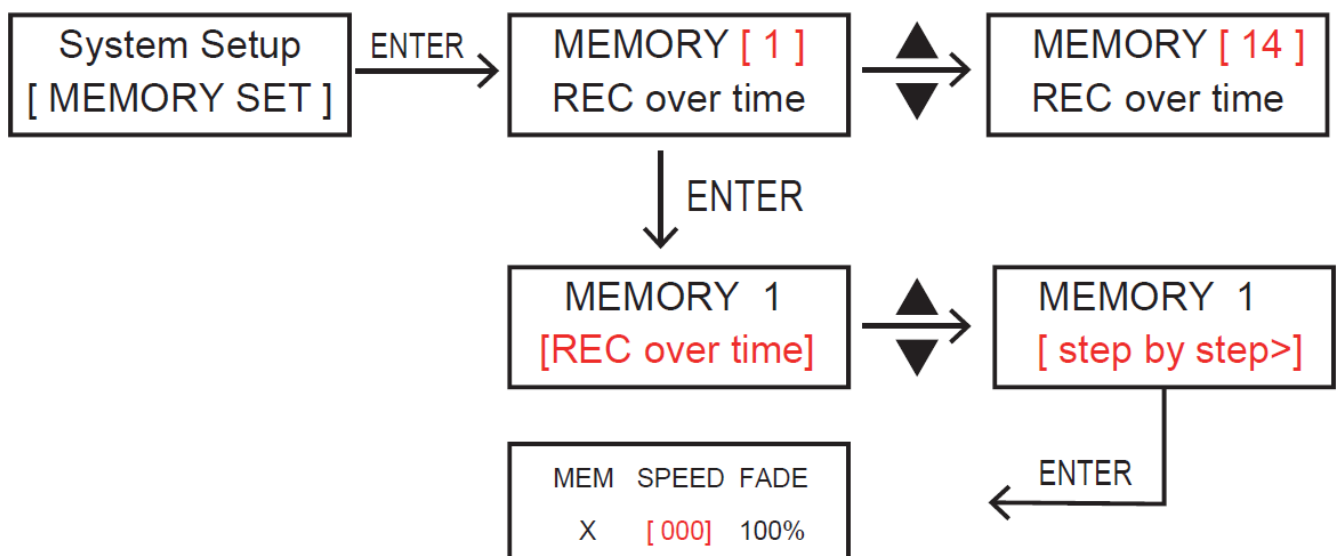 System Setup
[ MEMORY SET ]
ENTER
MEMORY [ 1 ]
REC over time
MEMORY [ 14 ]
REC over time
ENTER
MEMORY 1
[REC over time]
MEMORY 1
[ step by step>]
ENTER
MEM SPEED FADE
X [ 000] 100%